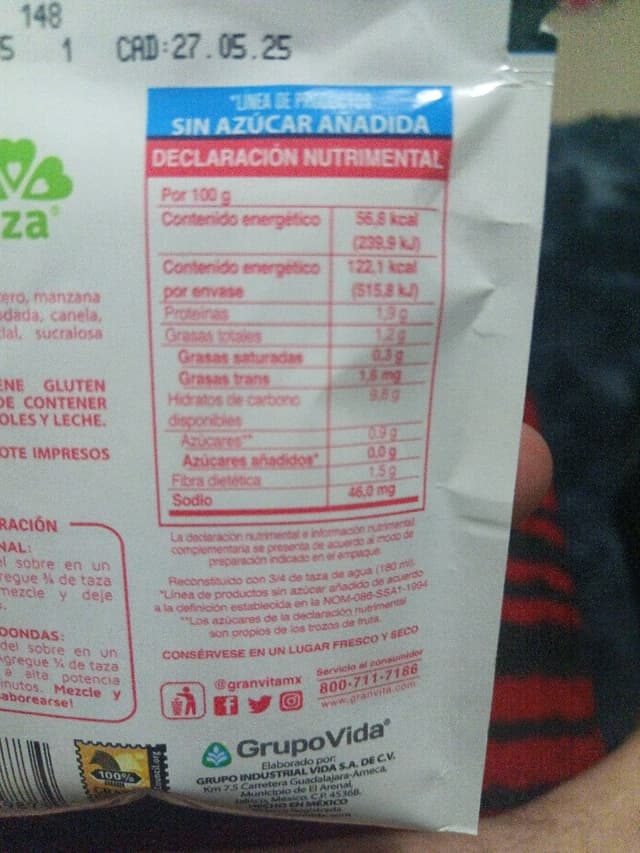 148
5 1 CAD:27.05.25
"LÍNEA DE PRODUCTOS
SIN AZÚCAR AÑADIDA
DECLARACIÓN NUTRIMENTAL
Por 100 g
Contenido energético 56,8 kcal
(239,9 kJ)
Contenido energético 122,1 kcal
por envase (515,8 kJ)
Proteínas 1,9 g
Grasas totales 1,2 g
Grasas saturadas 0,3 g
Grasas trans 1,6 mg
Hidratos de carbono 9,6 g
disponibles
Azúcares** 0,9 g
Azúcares añadidos* 0,0 g
Fibra dietética 1,5 g
Sodio 46,0 mg
La declaración nutrimental e información nutrimental
complementaria se presenta de acuerdo al modo de
preparación indicado en el empaque.
Reconstituido con 3/4 de taza de agua (180 ml).
"Línea de productos sin azúcar añadido de acuerdo
a la definición establecida en la NOM-086-SSA1-1994
**Los azúcares de la declaración nutrimental
son propios de los trozos de fruta.
CONSÉRVESE EN UN LUGAR FRESCO Y SECO
@granvitamx
Servicio al consumidor
800-711-7186
www.granvita.com
GrupoVida®
Elaborado por:
GRUPO INDUSTRIAL VIDA S.A. DE C.V.
Km 7.5 Carretera Guadalajara-Ameca,
Municipio de El Arenal,
Jalisco, México, C.P. 45368.
HECHO EN MÉXICO
za®
ero, manzana
dada, canela,
ial, sucralosa
ENE GLUTEN
DE CONTENER
OLES Y LECHE.
OTE IMPRESOS
RACIÓN
NAL:
el sobre en un
regue ¾ de taza
mezcle y deje
DONDAS:
del sobre en un
agregue ¾ de taza
a alta potencia
inutos. Mezcle y
saborearse!
100%